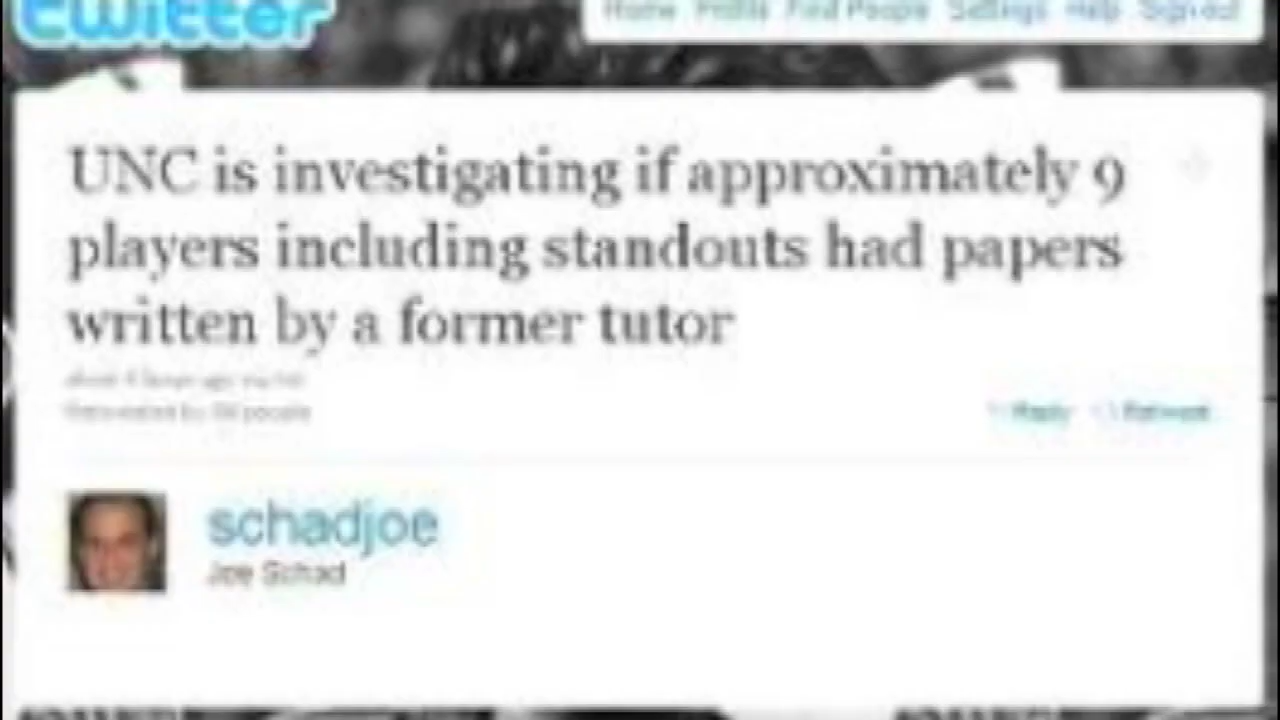 twitter
Home Profile Find People Settings Help Sign out
UNC is investigating if approximately 9
players including standouts had papers
written by a former tutor
Reply Retweet
schadjoe
Joe Schad